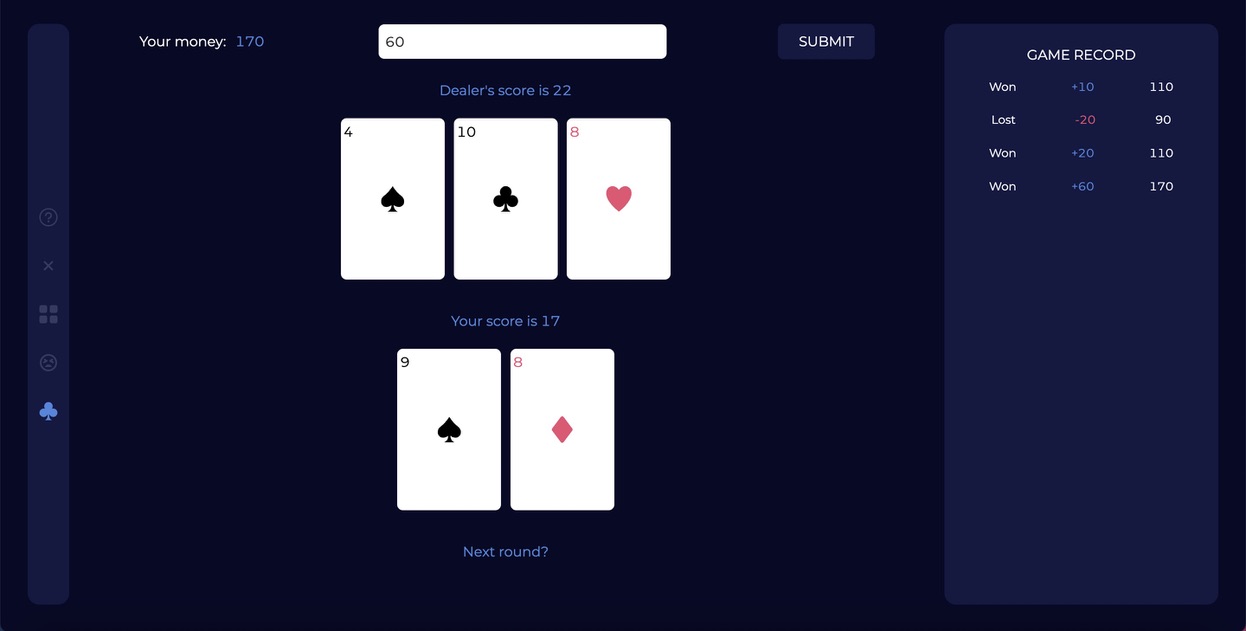 Your money: 170
60
SUBMIT
Dealer's score is 22
4
10
8
Your score is 17
9
8
Next round?
GAME RECORD
Won +10 110
Lost -20 90
Won +20 110
Won +60 170